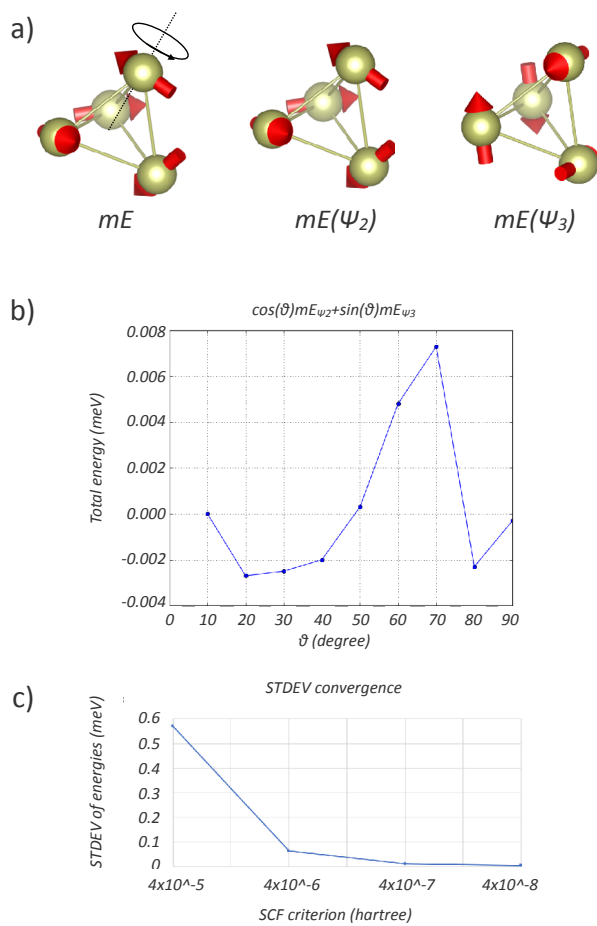 a)
mE
mE(Ψ2)
mE(Ψ3)
b)
cos(ϑ)mEΨ2+sin(ϑ)mEΨ3
Total energy (meV)
0.008
0.006
0.004
0.002
0.000
-0.002
-0.004
0 10 20 30 40 50 60 70 80 90
ϑ (degree)
c)
STDEV convergence
STDEV of energies (meV)
0.6
0.5
0.4
0.3
0.2
0.1
0
4x10^-5 4x10^-6 4x10^-7 4x10^-8
SCF criterion (hartree)